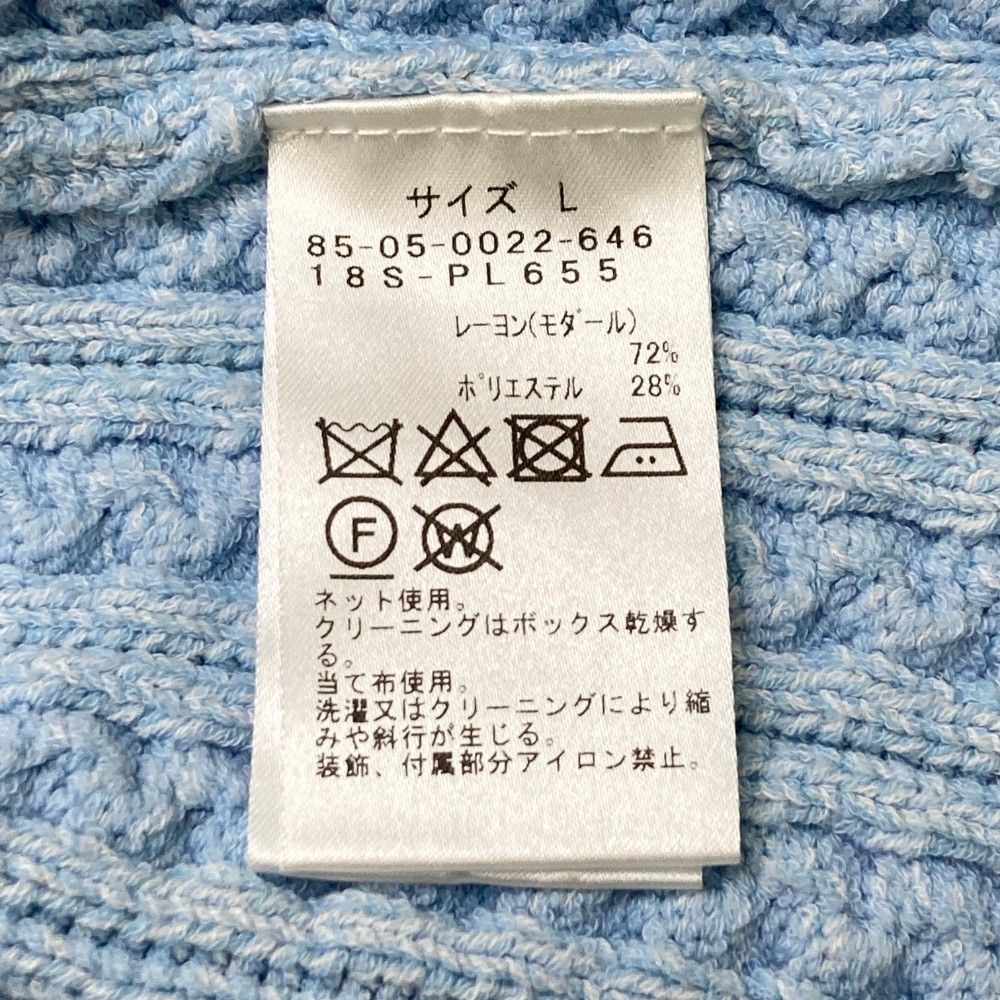 サイズ L
85-05-0022-646
18S-PL655
レーヨン(モダール)
72%
ポリエステル 28%
F W
ネット使用。
クリーニングはボックス乾燥す
る。
当て布使用。
洗濯又はクリーニングにより縮
みや斜行が生じる。
装飾、付属部分アイロン禁止。